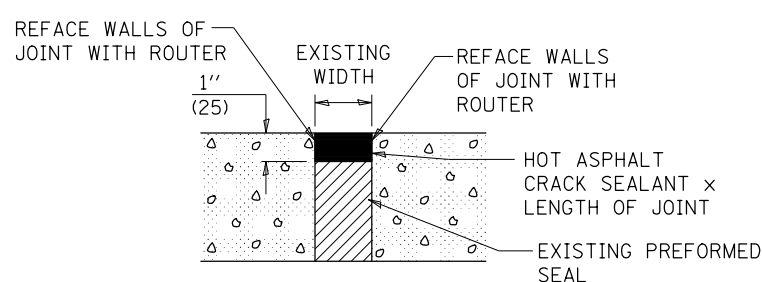 REFACE WALLS OF
JOINT WITH ROUTER
EXISTING
WIDTH
REFACE WALLS
OF JOINT WITH
ROUTER
1''
(25)
HOT ASPHALT
CRACK SEALANT x
LENGTH OF JOINT
EXISTING PREFORMED
SEAL